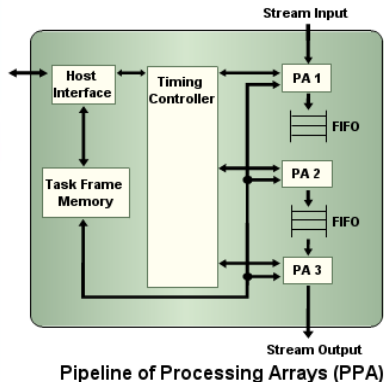 Stream Input
Host
Interface
Timing
Controller
PA 1
FIFO
Task Frame
Memory
PA 2
FIFO
PA 3
Stream Output
Pipeline of Processing Arrays (PPA)